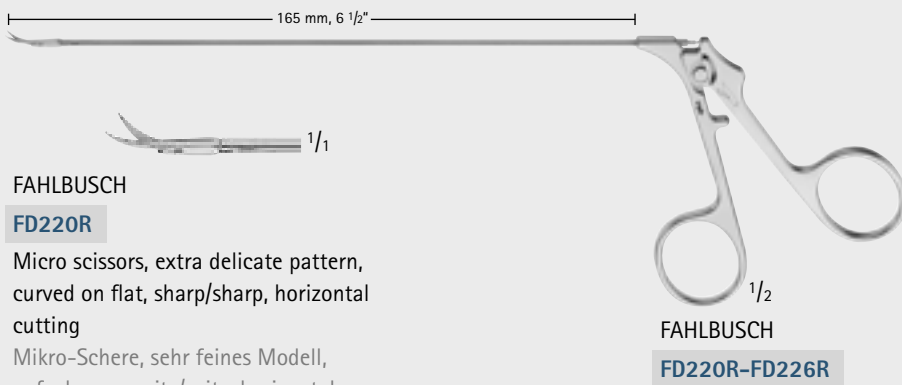 165 mm, 6 1/2"
1/1
FAHLBUSCH
FD220R
Micro scissors, extra delicate pattern,
curved on flat, sharp/sharp, horizontal
cutting
Mikro-Schere, sehr feines Modell,
1/2
FAHLBUSCH
FD220R-FD226R